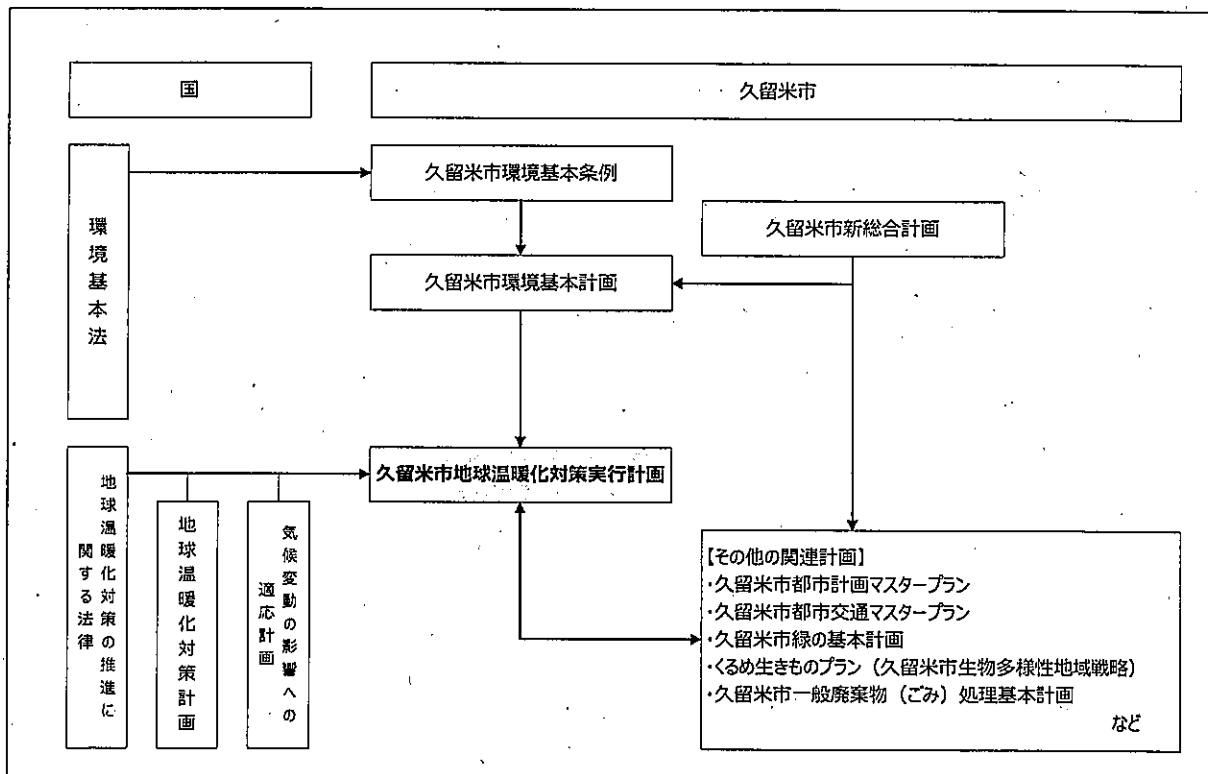 国
久留米市
環境基本法
久留米市環境基本条例
久留米市新総合計画
久留米市環境基本計画
久留米市地球温暖化対策実行計画
地球温暖化対策の推進に
関する法律
地球温暖化対策計画
気候変動の影響への
適応計画
【その他の関連計画】
・久留米市都市計画マスタープラン
・久留米市都市交通マスタープラン
・久留米市緑の基本計画
・くるめ生きものプラン（久留米市生物多様性地域戦略）
・久留米市一般廃棄物（ごみ）処理基本計画
など